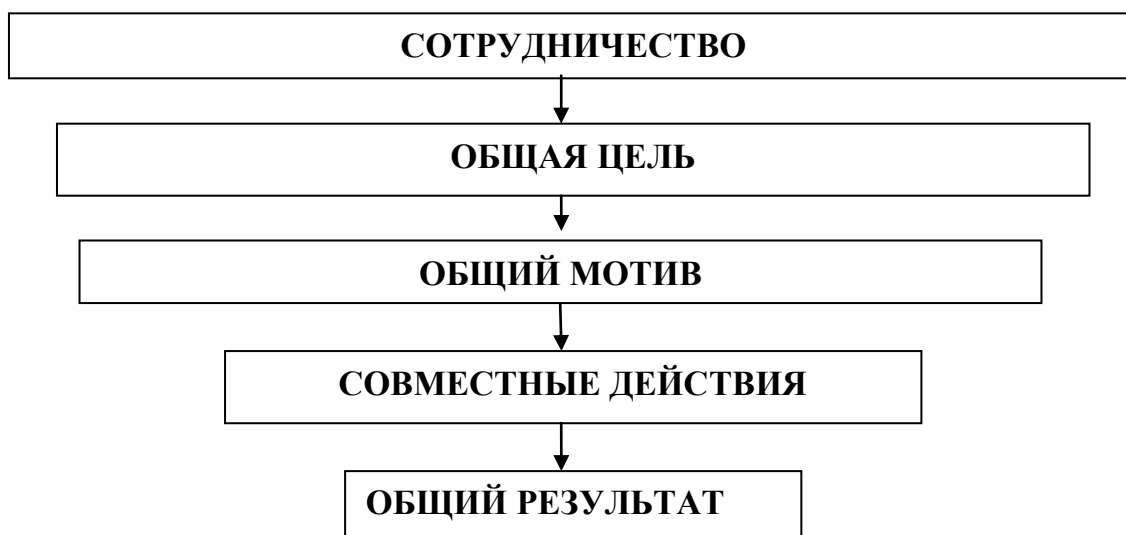 СОТРУДНИЧЕСТВО
ОБЩАЯ ЦЕЛЬ
ОБЩИЙ МОТИВ
СОВМЕСТНЫЕ ДЕЙСТВИЯ
ОБЩИЙ РЕЗУЛЬТАТ